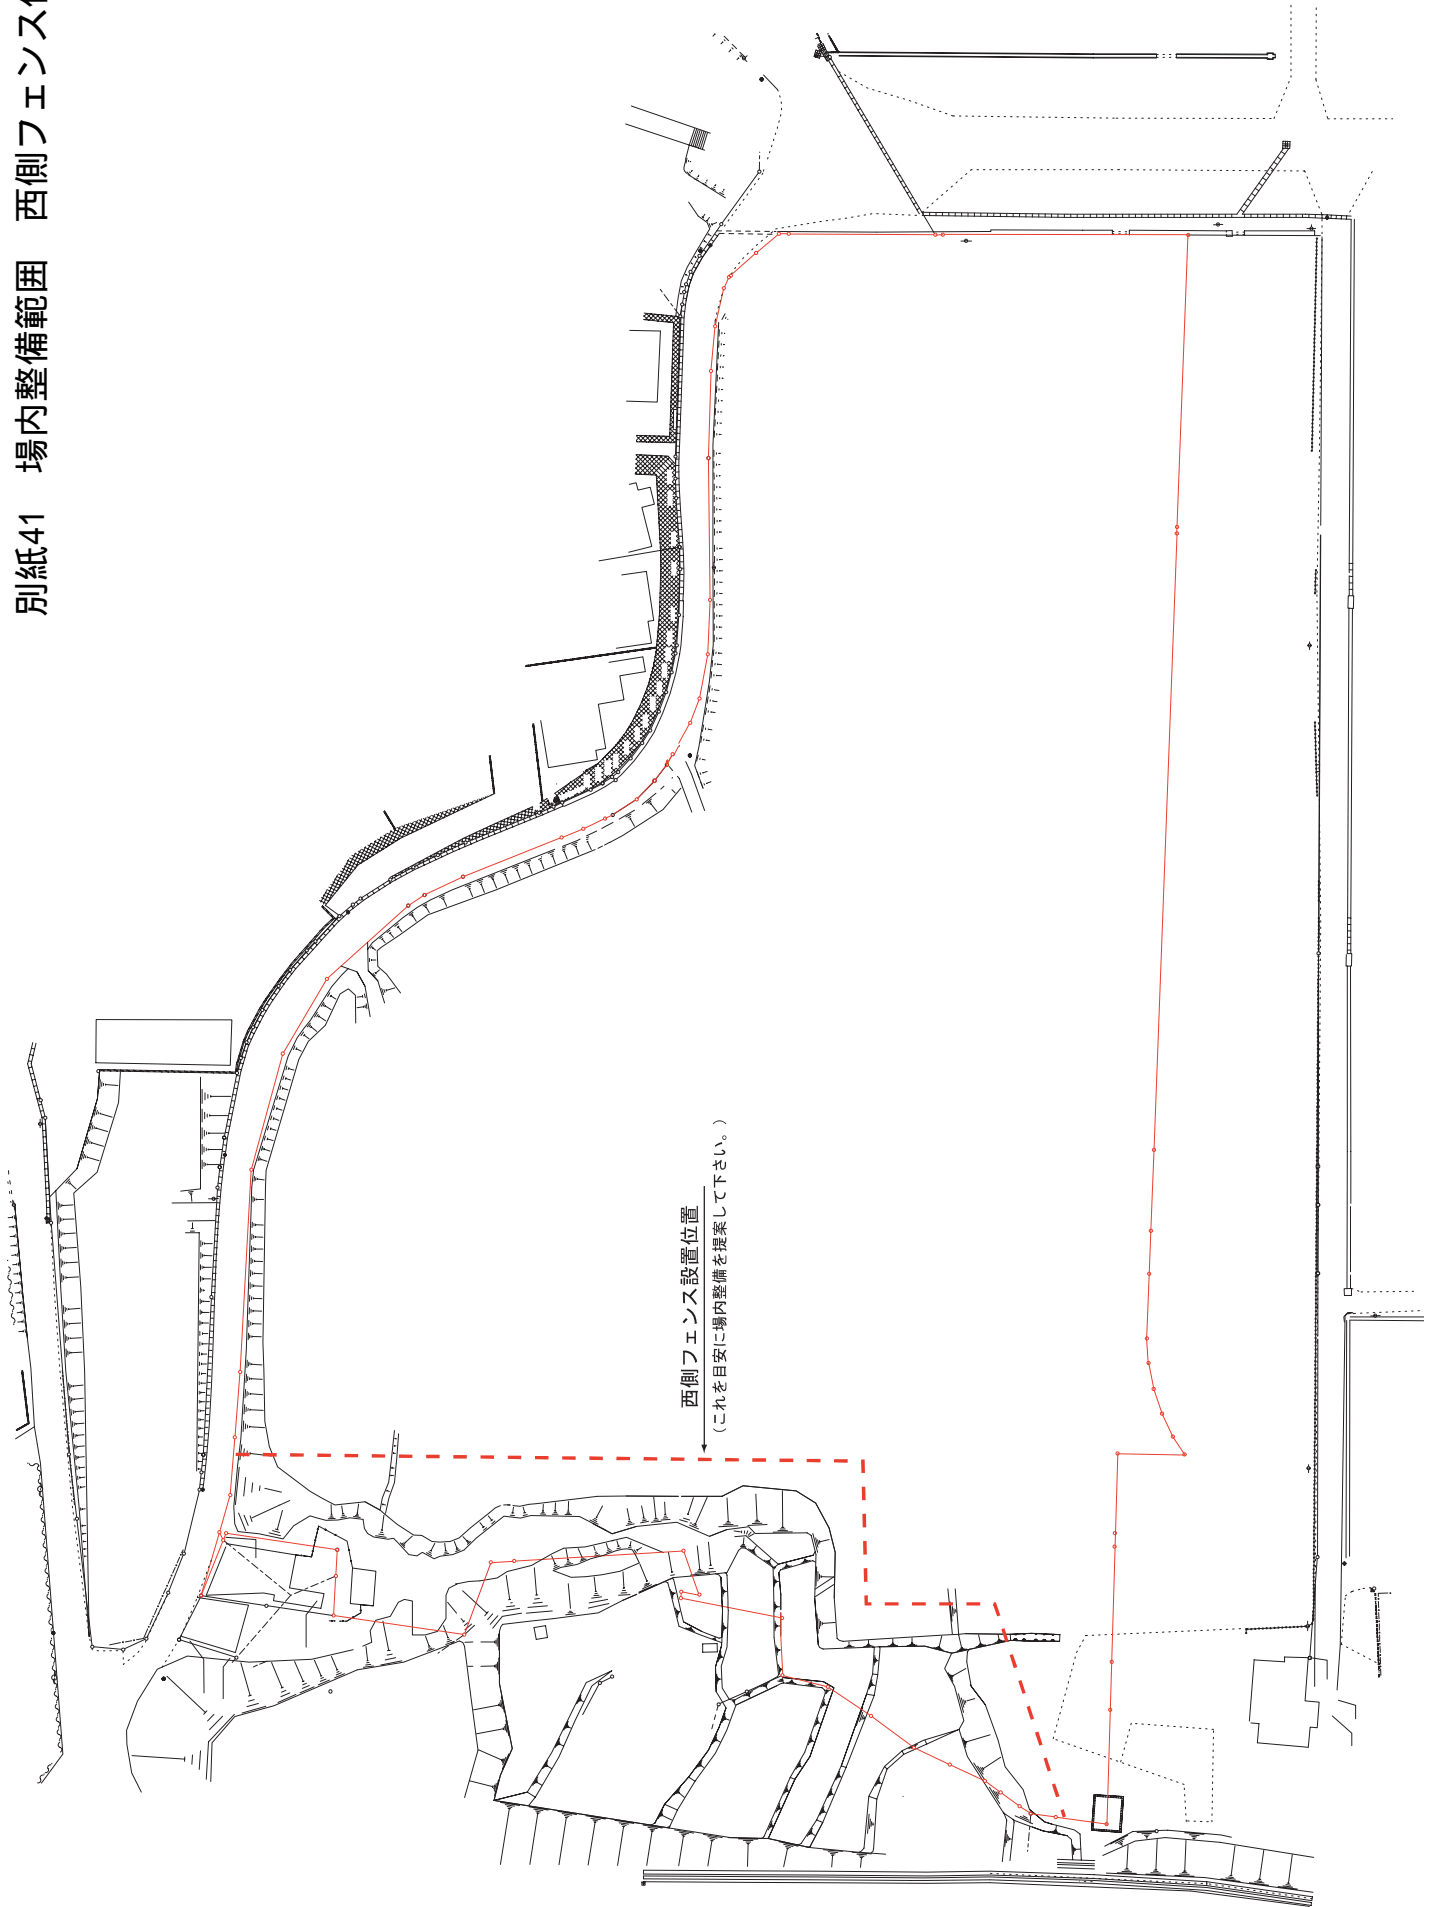 別紙41　場内整備範囲　西側フェンス
西側フェンス設置位置
（これを目安に場内整備を提案して下さい。）